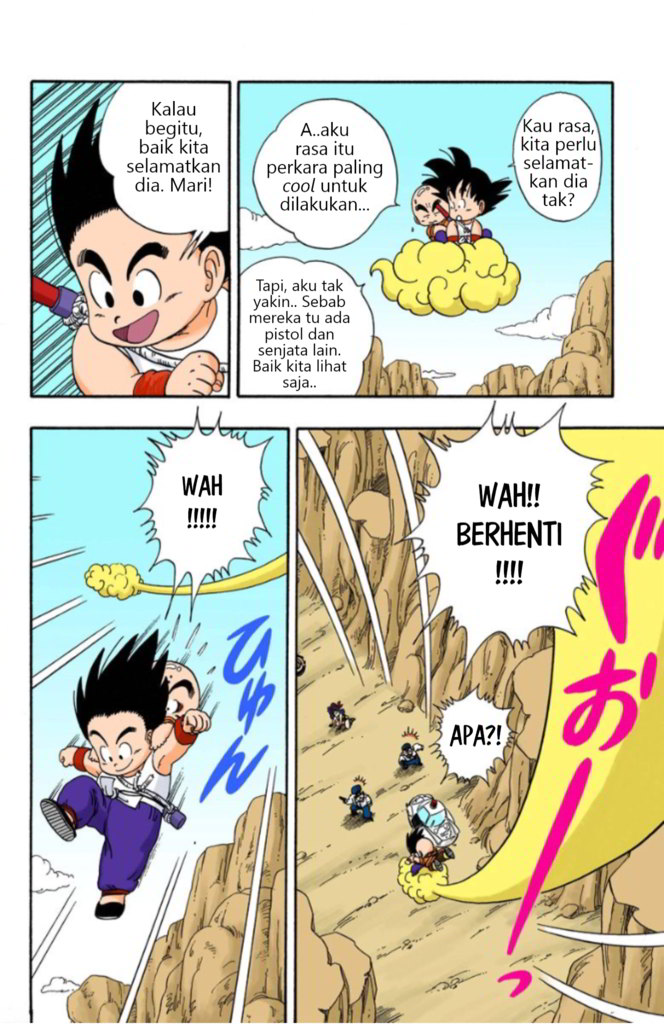 Kau rasa,
kita perlu
selamat-
kan dia
tak?
A..aku
rasa itu
perkara paling
cool untuk
dilakukan...
Tapi, aku tak
yakin.. Sebab
mereka tu ada
pistol dan
senjata lain.
Baik kita lihat
saja..
Kalau
begitu,
baik kita
selamatkan
dia. Mari!
WAH!!
BERHENTI
!!!!
おーっ
APA?!
WAH
!!!!!
ひゅん